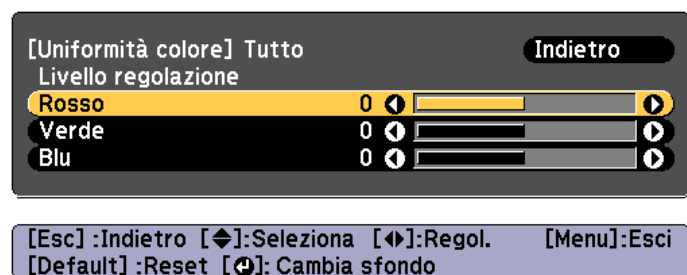 [Uniformità colore] Tutto Indietro
Livello regolazione
Rosso 0
Verde 0
Blu 0
[Esc] :Indietro [◆]:Seleziona [◆]:Regol. [Menu]:Esci
[Default] :Reset [↵]: Cambia sfondo